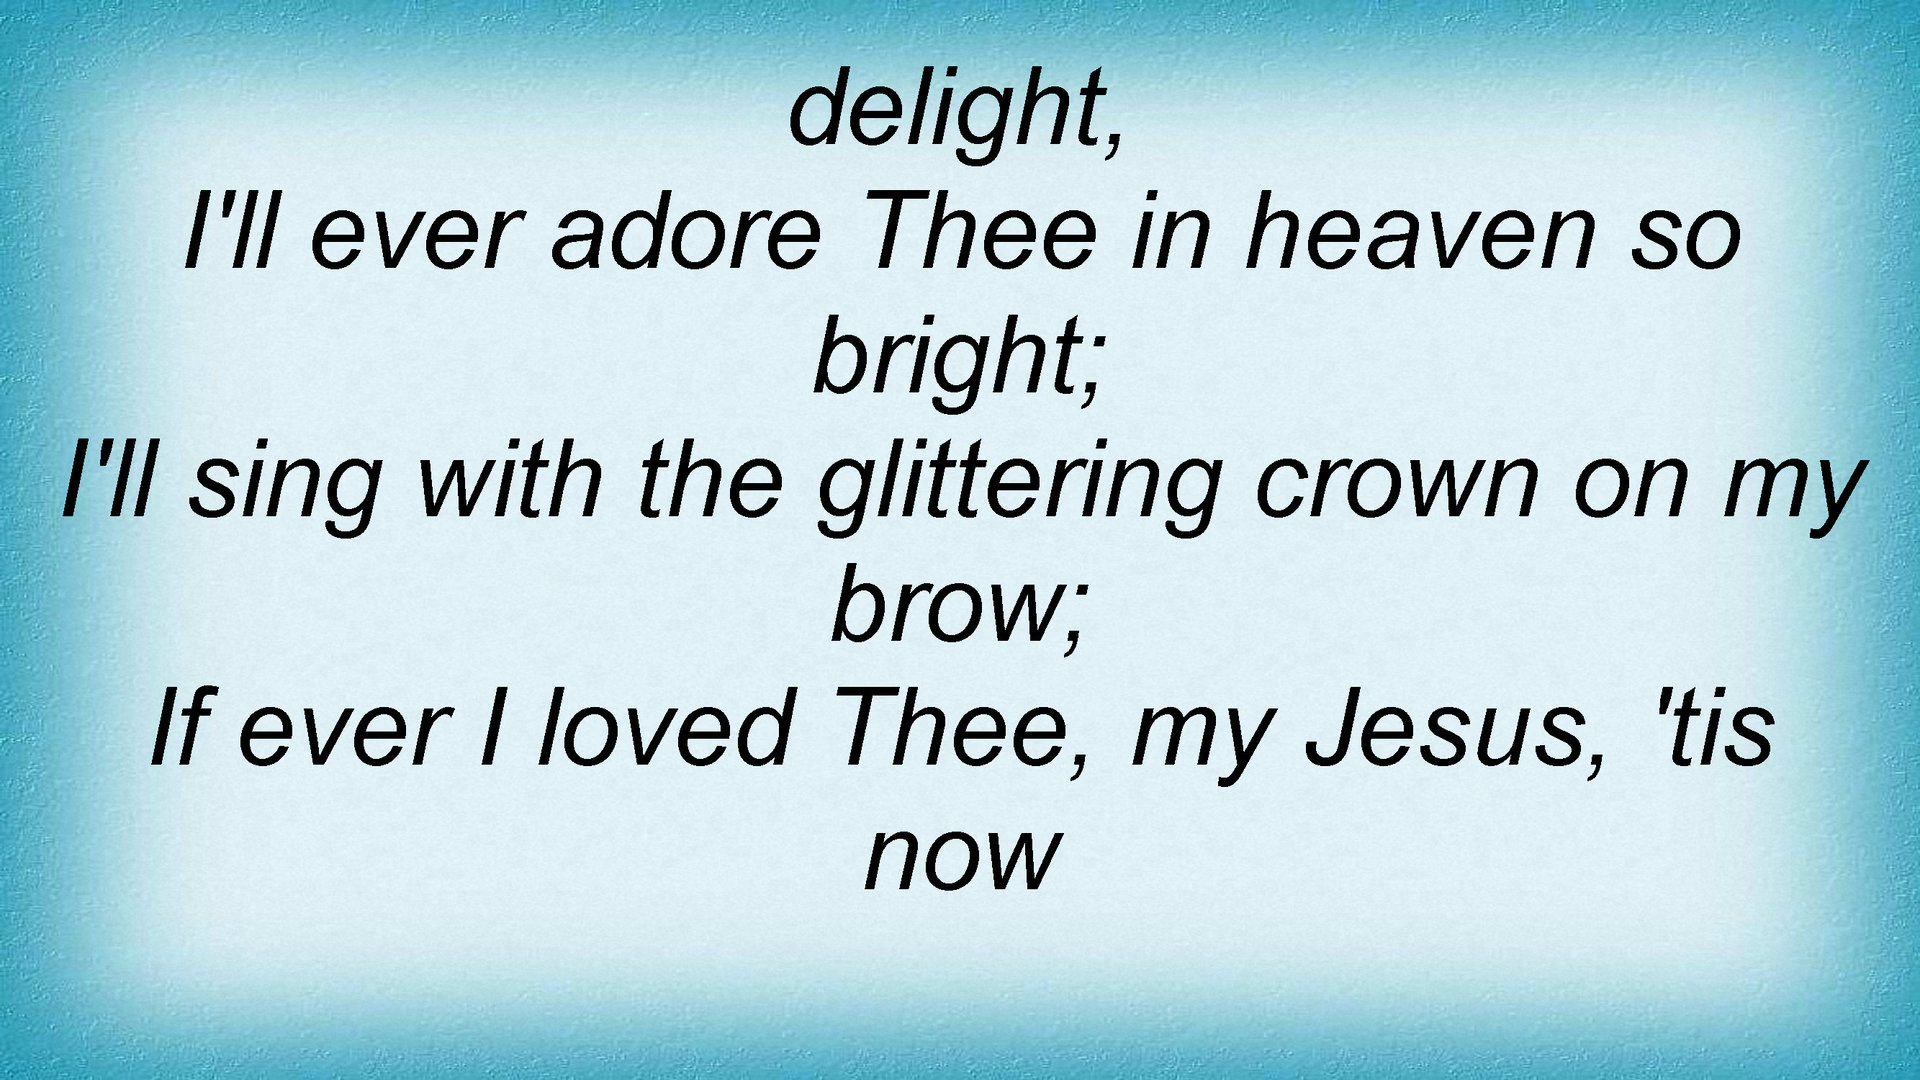 delight,
I'll ever adore Thee in heaven so
bright;
I'll sing with the glittering crown on my
brow;
If ever I loved Thee, my Jesus, 'tis
now